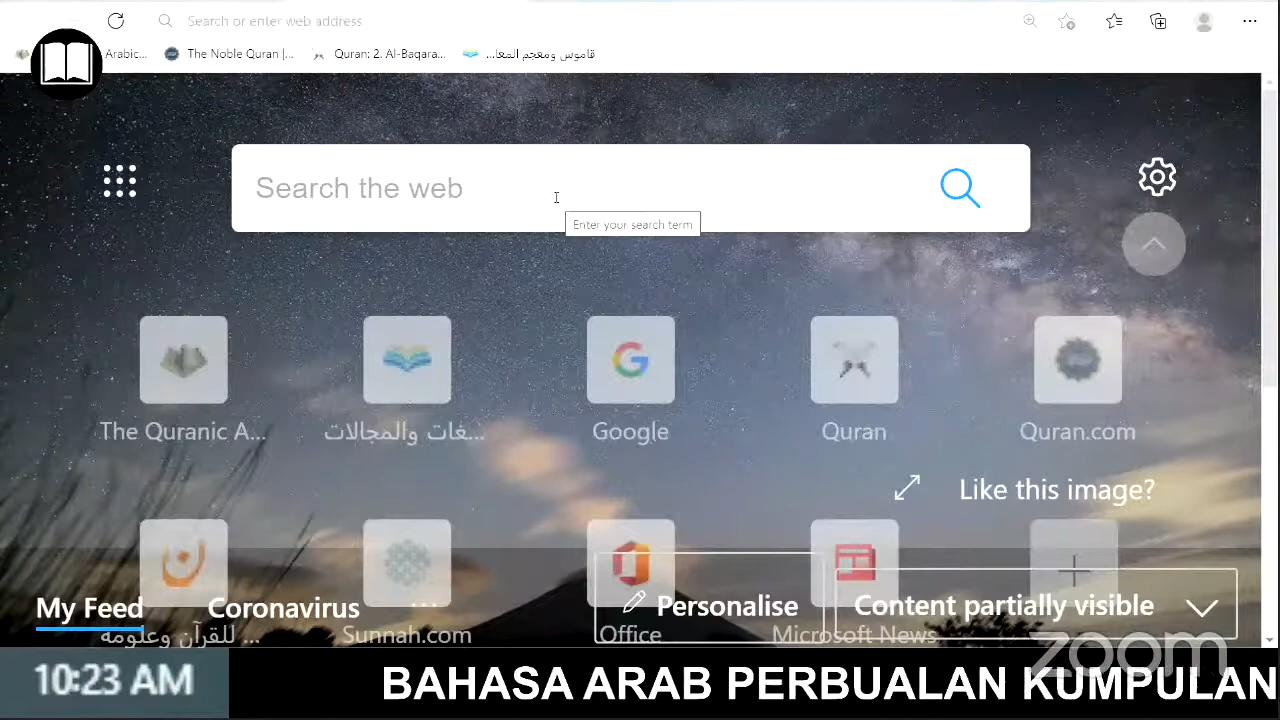 Search or enter web address
Arabic...
The Noble Quran |...
Quran: 2. Al-Baqara...
قاموس ومعجم المعا...
Search the web
Enter your search term
The Quranic A...
...غات والمجالات
Google
Quran
Quran.com
Like this image?
My Feed
Coronavirus
...
Personalise
Content partially visible
للقرآن وعلومه ...
Sunnah.com
Office
Microsoft News
zoom
10:23 AM
BAHASA ARAB PERBUALAN KUMPULAN